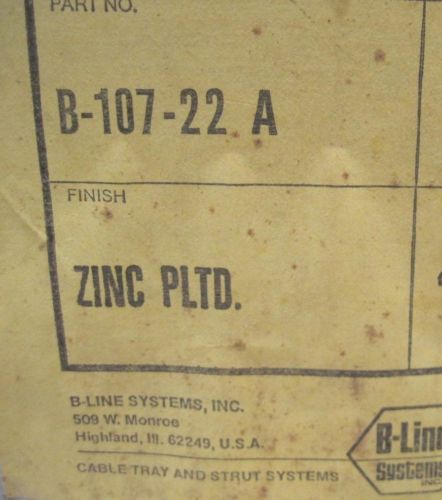 PART NO.
B-107-22 A
FINISH
ZINC PLTD.
B-LINE SYSTEMS, INC.
509 W. Monroe
Highland, Ill. 62249, U.S.A.
CABLE TRAY AND STRUT SYSTEMS
B-Line
Systems
INC